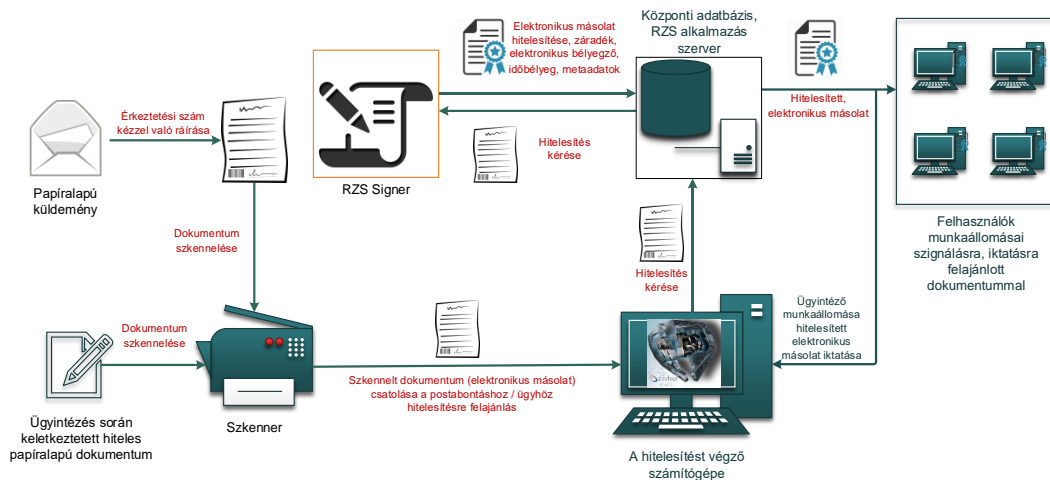 Elektronikus másolat
hitelesítése, záradék,
elektronikus bélyegző,
időbélyeg, metaadatok
Központi adatbázis,
RZS alkalmazás
szerver
Érkeztetési szám
kézzel való ráírása
Hitelesítés
kérése
Hitelesített,
elektronikus másolat
Papíralapú
küldemény
RZS Signer
Dokumentum
szkennelése
Hitelesítés
kérése
Felhasználók
munkaállomásai
szignálásra, iktatásra
felajánlott
dokumentummal
Dokumentum
szkennelése
Ügyintéző
munkaállomása
hitelesített
elektronikus
másolat iktatása
Szkennelt dokumentum (elektronikus másolat)
csatolása a postabontáshoz / ügyhöz
hitelesítésre felajánlás
Ügyintézés során
keletkeztetett hiteles
papíralapú dokumentum
Szkenner
A hitelesítést végző
számítógépe